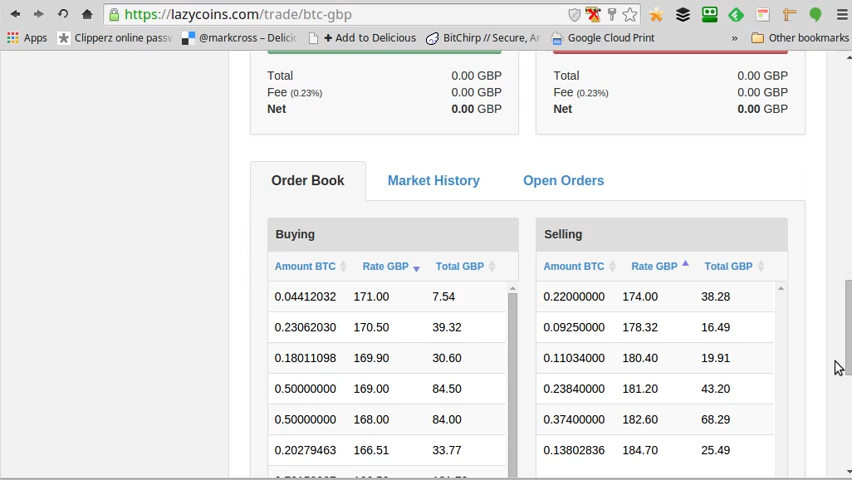 https://lazycoins.com/trade/btc-gbp
Apps Clipperz online passw @markcross - Delicio + Add to Delicious BitChirp // Secure, An Google Cloud Print » Other bookmarks
Total 0.00 GBP Total 0.00 GBP
Fee (0.23%) 0.00 GBP Fee (0.23%) 0.00 GBP
Net 0.00 GBP Net 0.00 GBP
Order Book Market History Open Orders
Buying Selling
Amount BTC Rate GBP Total GBP Amount BTC Rate GBP Total GBP
0.04412032 171.00 7.54 0.22000000 174.00 38.28
0.23062030 170.50 39.32 0.09250000 178.32 16.49
0.18011098 169.90 30.60 0.11034000 180.40 19.91
0.50000000 169.00 84.50 0.23840000 181.20 43.20
0.50000000 168.00 84.00 0.37400000 182.60 68.29
0.20279463 166.51 33.77 0.13802836 184.70 25.49